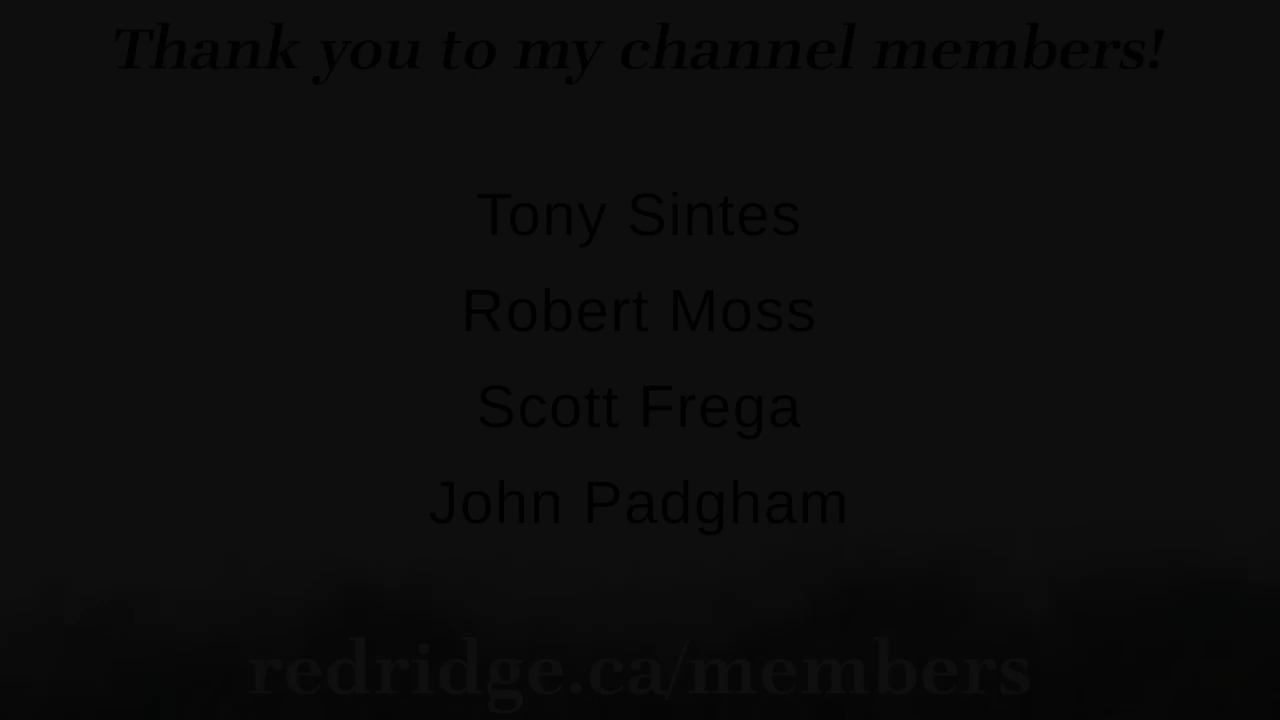 Thank you to my channel members!
Tony Sintes
Robert Moss
Scott Frega
John Padgham
redridge.ca/members